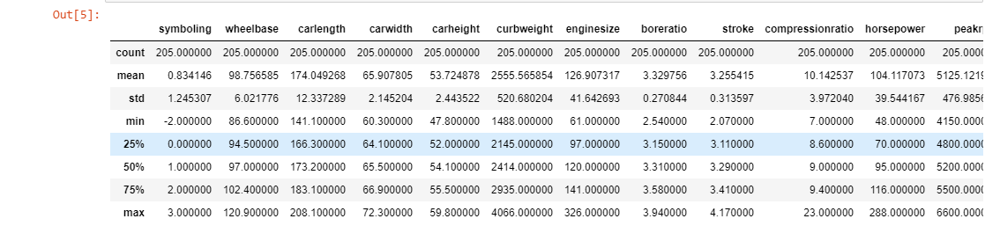 Out[5]:
symboling wheelbase carlength carwidth carheight curbweight enginesize boreratio stroke compressionratio horsepower peakr
count 205.000000 205.000000 205.000000 205.000000 205.000000 205.000000 205.000000 205.000000 205.000000 205.000000 205.000000 205.0000
mean 0.834146 98.756585 174.049268 65.907805 53.724878 2555.565854 126.907317 3.329756 3.255415 10.142537 104.117073 5125.1219
std 1.245307 6.021776 12.337289 2.145204 2.443522 520.680204 41.642693 0.270844 0.313597 3.972040 39.544167 476.9856
min -2.000000 86.600000 141.100000 60.300000 47.800000 1488.000000 61.000000 2.540000 2.070000 7.000000 48.000000 4150.0000
25% 0.000000 94.500000 166.300000 64.100000 52.000000 2145.000000 97.000000 3.150000 3.110000 8.600000 70.000000 4800.0000
50% 1.000000 97.000000 173.200000 65.500000 54.100000 2414.000000 120.000000 3.310000 3.290000 9.000000 95.000000 5200.0000
75% 2.000000 102.400000 183.100000 66.900000 55.500000 2935.000000 141.000000 3.580000 3.410000 9.400000 116.000000 5500.0000
max 3.000000 120.900000 208.100000 72.300000 59.800000 4066.000000 326.000000 3.940000 4.170000 23.000000 288.000000 6600.0000